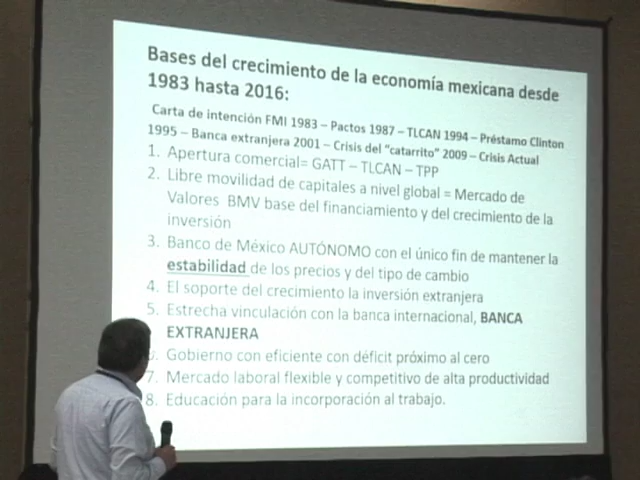 Bases del crecimiento de la economía mexicana desde
1983 hasta 2016:
Carta de intención FMI 1983 – Pactos 1987 – TLCAN 1994 – Préstamo Clinton
1995 – Banca extranjera 2001 – Crisis del "catarrito" 2009 – Crisis Actual
1. Apertura comercial= GATT – TLCAN – TPP
2. Libre movilidad de capitales a nivel global = Mercado de
Valores BMV base del financiamiento y del crecimiento de la
inversión
3. Banco de México AUTÓNOMO con el único fin de mantener la
estabilidad de los precios y del tipo de cambio
4. El soporte del crecimiento la inversión extranjera
5. Estrecha vinculación con la banca internacional, BANCA
EXTRANJERA
6. Gobierno con eficiente con déficit próximo al cero
7. Mercado laboral flexible y competitivo de alta productividad
8. Educación para la incorporación al trabajo.